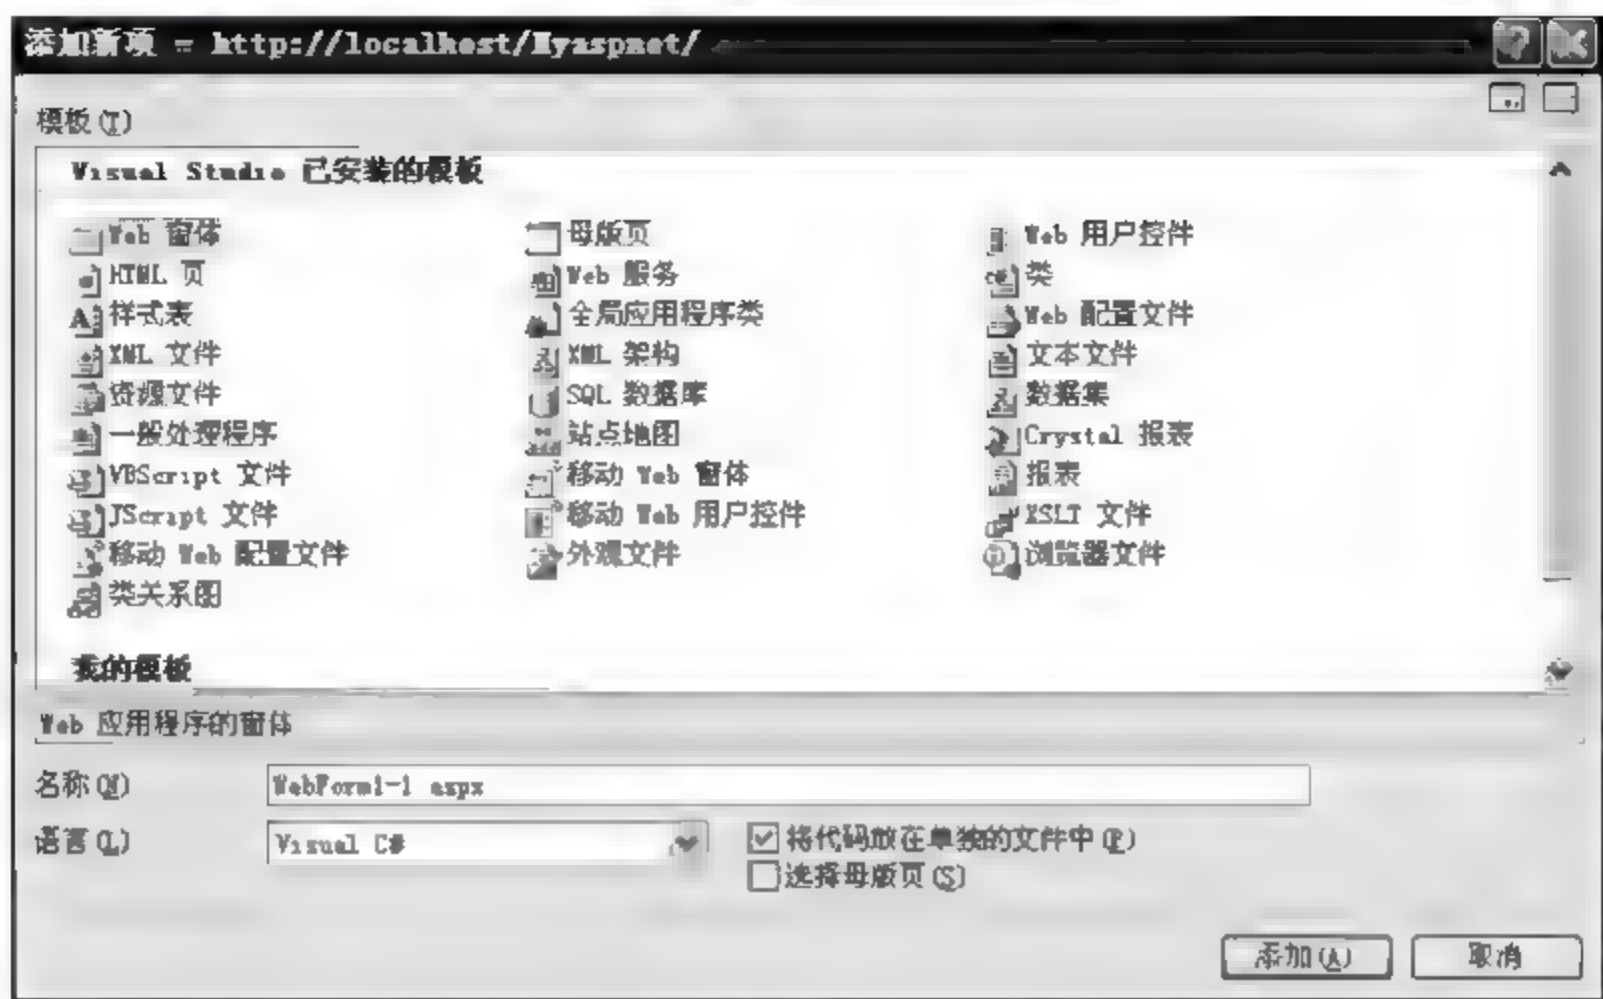 添加新项 - http://localhost/Myaspnet/
模板(T)
Visual Studio 已安装的模板
Web 窗体 母版页 Web 用户控件
HTML 页 Web 服务 类
样式表 全局应用程序类 Web 配置文件
XML 文件 XML 架构 文本文件
资源文件 SQL 数据库 数据集
一般处理程序 站点地图 Crystal 报表
VBScript 文件 移动 Web 窗体 报表
JScript 文件 移动 Web 用户控件 XSLT 文件
移动 Web 配置文件 外观文件 浏览器文件
类关系图
我的模板
Web 应用程序的窗体
名称(N) WebForm1-1 aspx
语言(L) Visual C# 将代码放在单独的文件中(P)
选择母版页(S)
添加(A) 取消